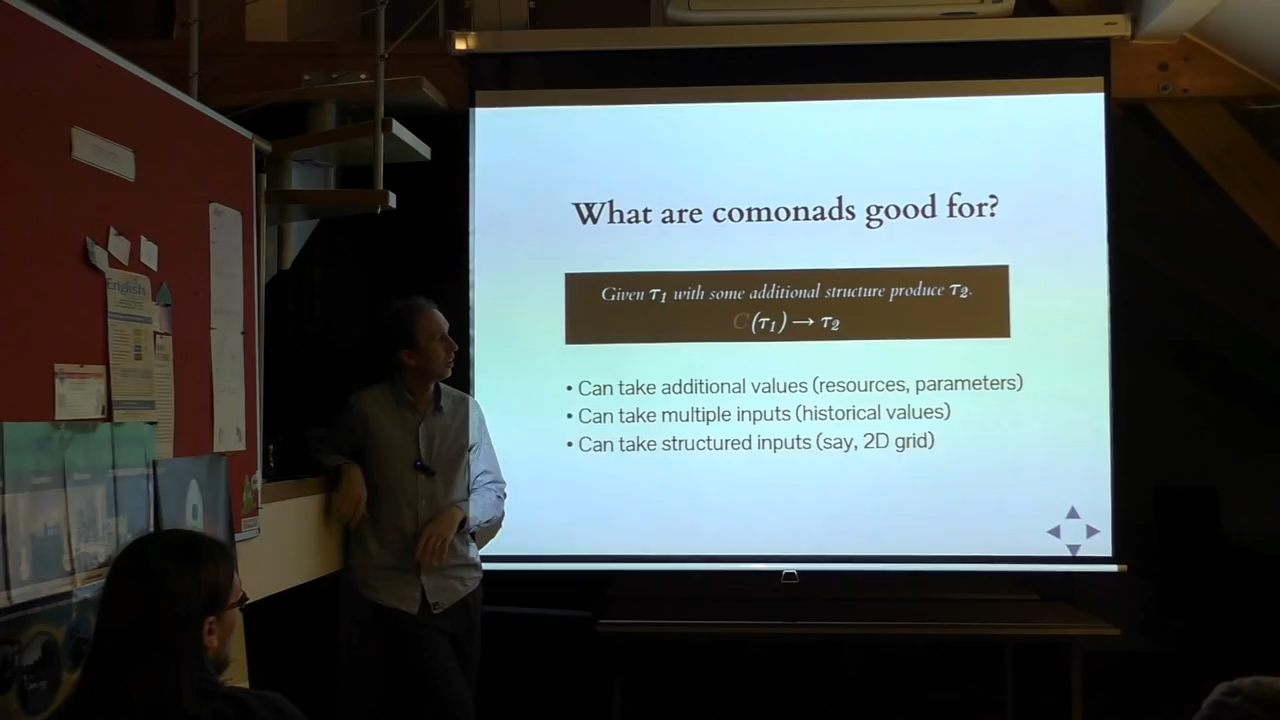 What are comonads good for?
Given τ1 with some additional structure produce τ2.
C(τ1) → τ2
• Can take additional values (resources, parameters)
• Can take multiple inputs (historical values)
• Can take structured inputs (say, 2D grid)
English